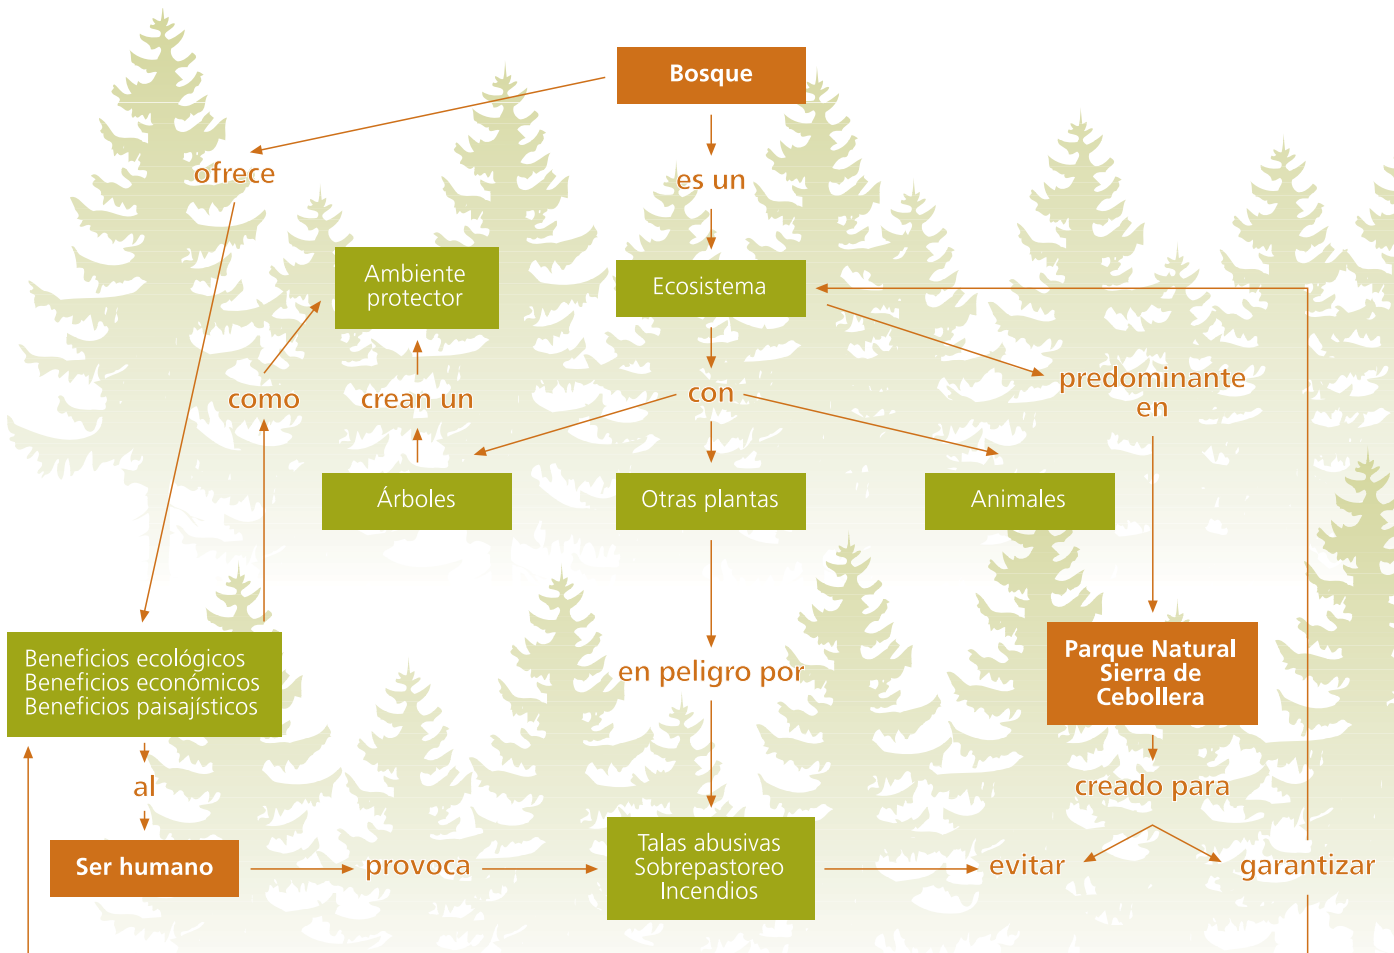 Bosque
ofrece
es un
Ambiente
protector
Ecosistema
como
crean un
con
predominante
en
Árboles
Otras plantas
Animales
Beneficios ecológicos
Beneficios económicos
Beneficios paisajísticos
en peligro por
Parque Natural
Sierra de
Cebollera
al
creado para
Ser humano
provoca
Talas abusivas
Sobrepastoreo
Incendios
evitar
garantizar